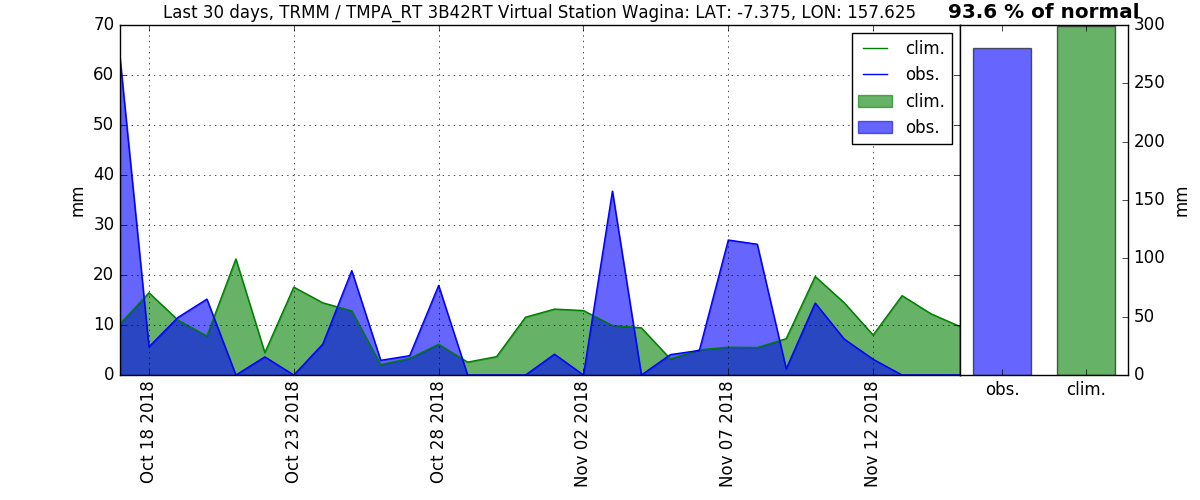 Last 30 days, TRMM / TMPA_RT 3B42RT Virtual Station Wagina: LAT: -7.375, LON: 157.625
93.6 % of normal
70
60
50
40
30
20
10
0
mm
clim.
obs.
clim.
obs.
Oct 18 2018
Oct 23 2018
Oct 28 2018
Nov 02 2018
Nov 07 2018
Nov 12 2018
300
250
200
150
100
50
0
mm
obs.
clim.